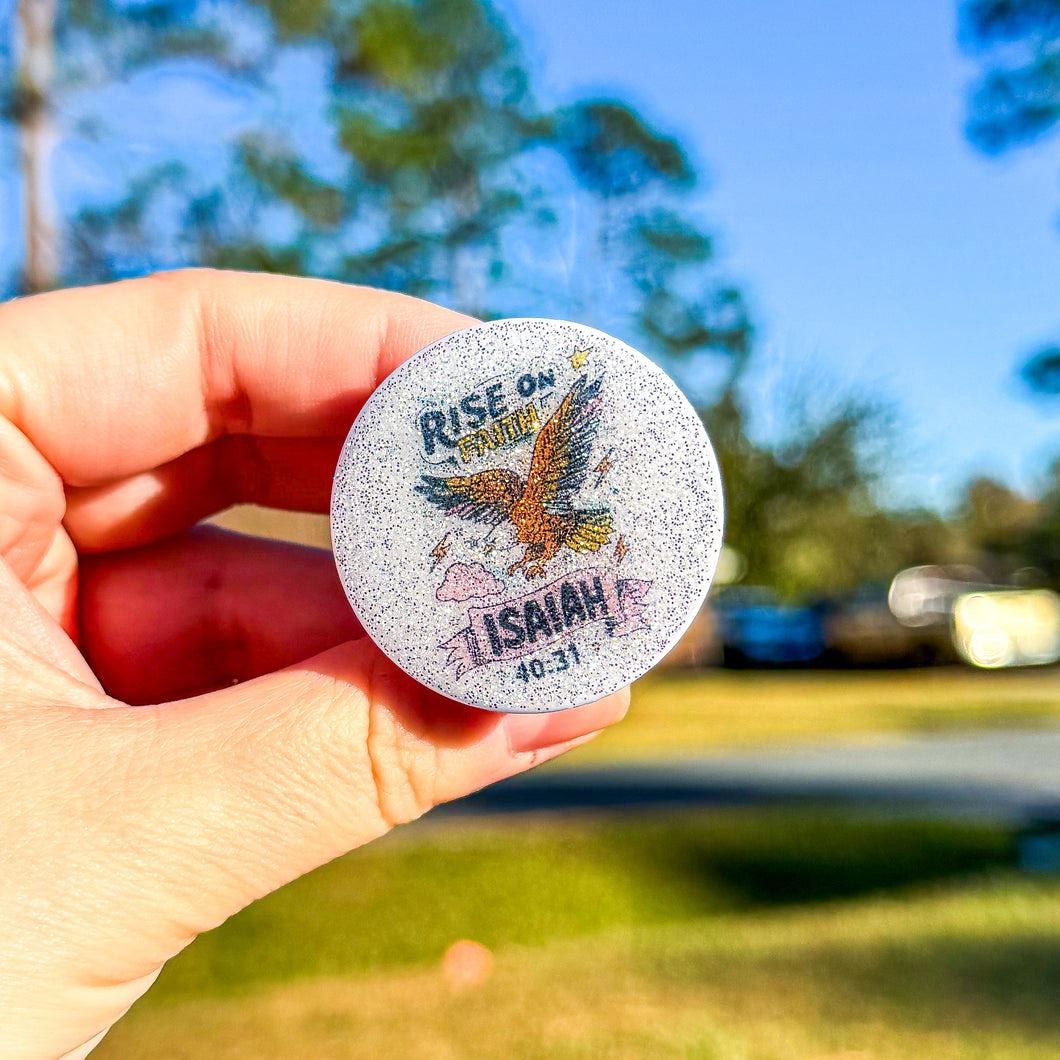 RISE ON
FAITH
ISAIAH
40:31